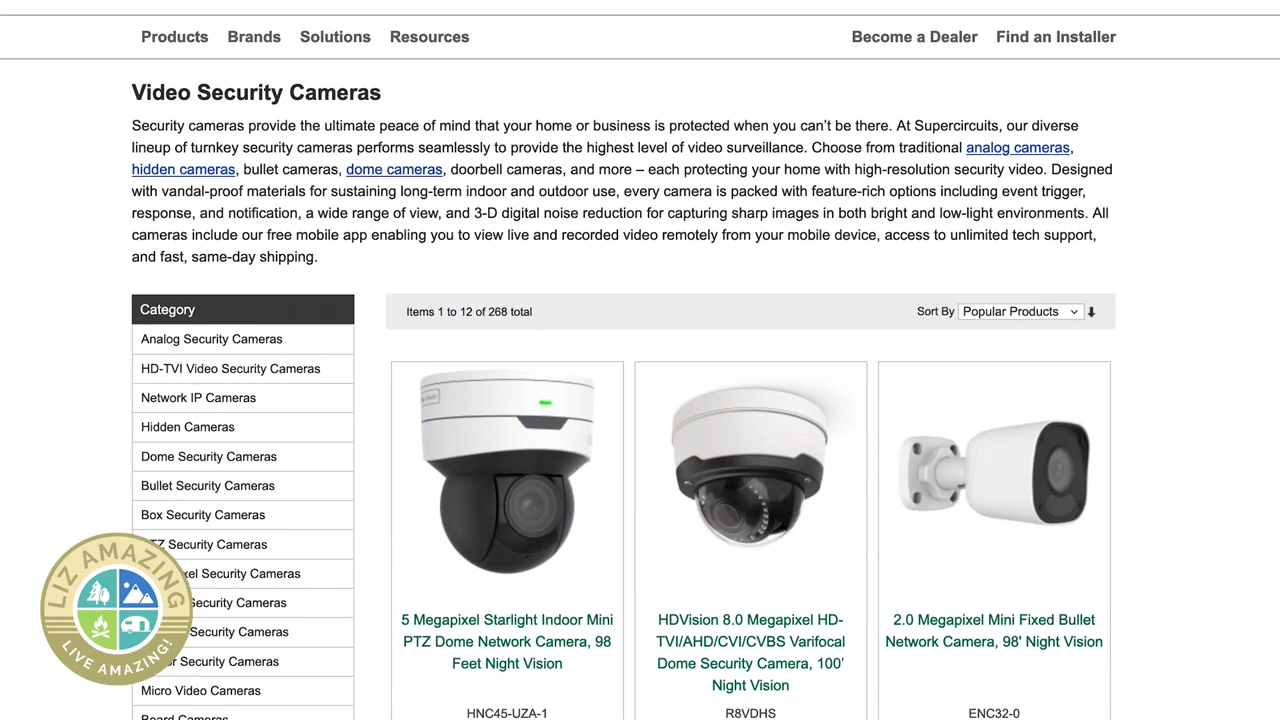 Products Brands Solutions Resources Become a Dealer Find an Installer
Video Security Cameras
Security cameras provide the ultimate peace of mind that your home or business is protected when you can’t be there. At Supercircuits, our diverse
lineup of turnkey security cameras performs seamlessly to provide the highest level of video surveillance. Choose from traditional analog cameras,
hidden cameras, bullet cameras, dome cameras, doorbell cameras, and more – each protecting your home with high-resolution security video. Designed
with vandal-proof materials for sustaining long-term indoor and outdoor use, every camera is packed with feature-rich options including event trigger,
response, and notification, a wide range of view, and 3-D digital noise reduction for capturing sharp images in both bright and low-light environments. All
cameras include our free mobile app enabling you to view live and recorded video remotely from your mobile device, access to unlimited tech support,
and fast, same-day shipping.
Category
Analog Security Cameras
HD-TVI Video Security Cameras
Network IP Cameras
Hidden Cameras
Dome Security Cameras
Bullet Security Cameras
Box Security Cameras
Security Cameras
Security Cameras
Security Cameras
Security Cameras
Security Cameras
Micro Video Cameras
Board Cameras
Items 1 to 12 of 268 total
Sort By Popular Products
5 Megapixel Starlight Indoor Mini
PTZ Dome Network Camera, 98
Feet Night Vision
HNC45-UZA-1
HDVision 8.0 Megapixel HD-
TVI/AHD/CVI/CVBS Varifocal
Dome Security Camera, 100'
Night Vision
R8VDHS
2.0 Megapixel Mini Fixed Bullet
Network Camera, 98' Night Vision
ENC32-0
LIZ AMAZING
LIVE AMAZING!